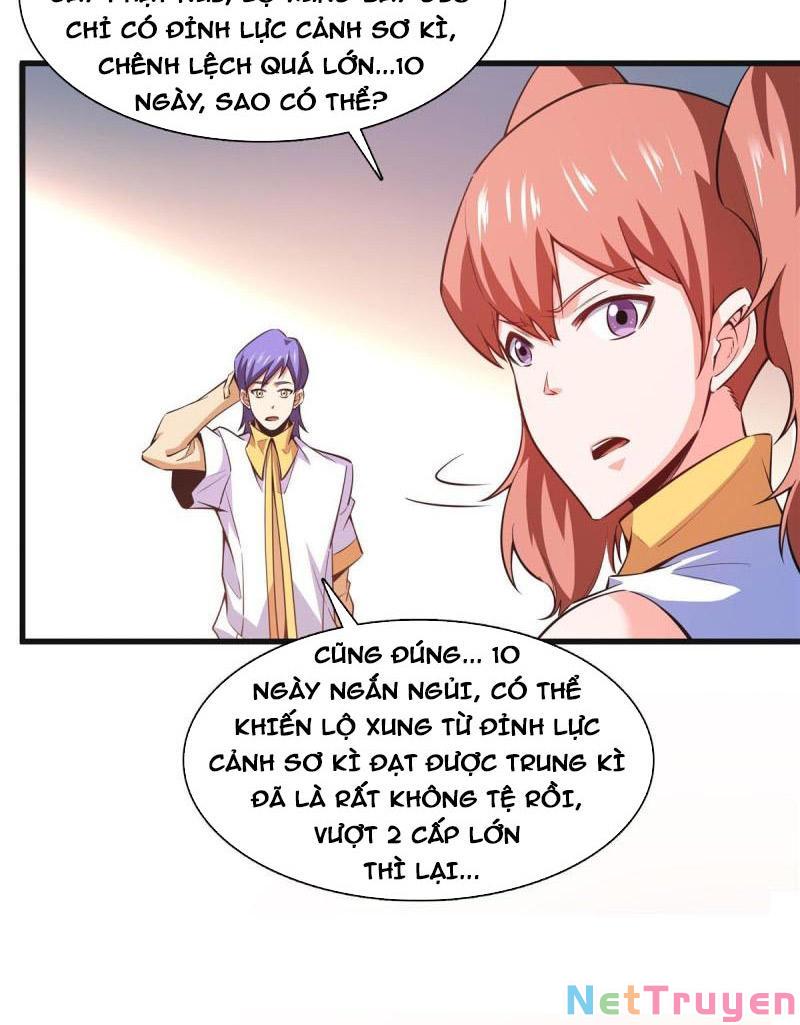 CHỈ CÓ ĐỈNH LỰC CẢNH SƠ KÌ,
CHÊNH LỆCH QUÁ LỚN...10
NGÀY, SAO CÓ THỂ?
CŨNG ĐÚNG... 10
NGÀY NGẮN NGỦI, CÓ THỂ
KHIẾN LỘ XUNG TỪ ĐỈNH LỰC
CẢNH SƠ KÌ ĐẠT ĐƯỢC TRUNG KÌ
ĐÃ LÀ RẤT KHÔNG TỆ RỒI,
VƯỢT 2 CẤP LỚN
THÌ LẠI...
NetTruyen